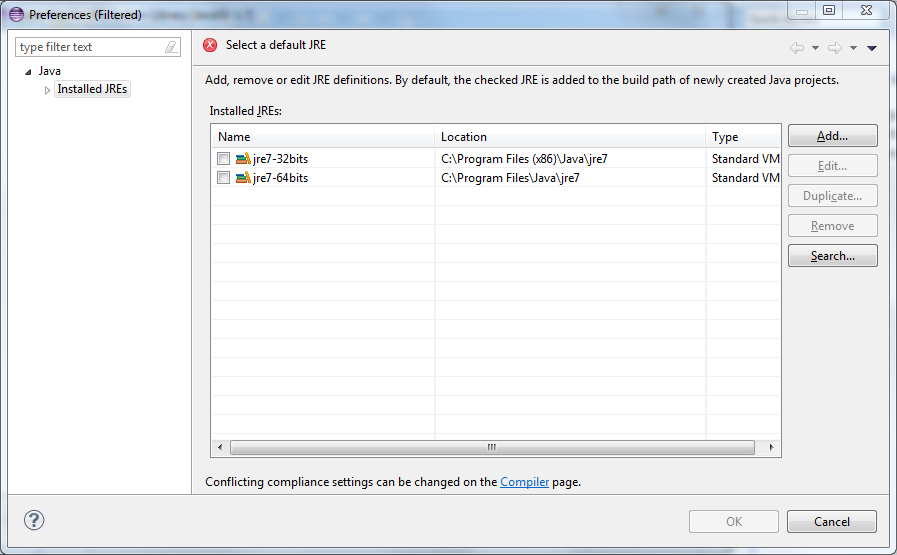 Preferences (Filtered)
type filter text
Java
Installed JREs
Select a default JRE
Add, remove or edit JRE definitions. By default, the checked JRE is added to the build path of newly created Java projects.
Installed JREs:
Name Location Type
jre7-32bits C:\Program Files (x86)\Java\jre7 Standard VM
jre7-64bits C:\Program Files\Java\jre7 Standard VM
Add...
Edit...
Duplicate...
Remove
Search...
Conflicting compliance settings can be changed on the Compiler page.
OK Cancel